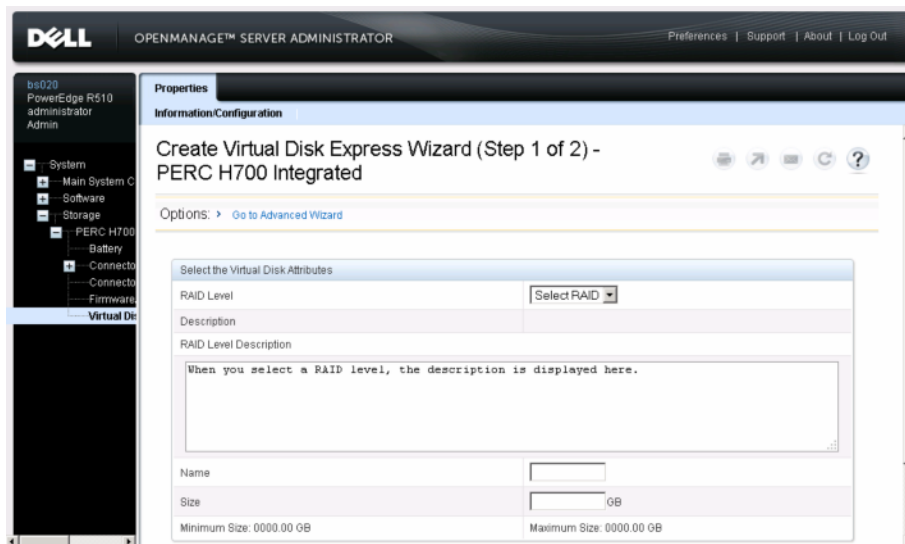 DELL
OPENMANAGE™ SERVER ADMINISTRATOR
Preferences | Support | About | Log Out
bs020
PowerEdge R510
administrator
Admin
System
Main System C
Software
Storage
PERC H700
Battery
Connecto
Connecto
Firmware
Virtual Di
Properties
Information/Configuration
Create Virtual Disk Express Wizard (Step 1 of 2) -
PERC H700 Integrated
?
Options: > Go to Advanced Wizard
Select the Virtual Disk Attributes
RAID Level Select RAID
Description
RAID Level Description
When you select a RAID level, the description is displayed here.
Name
Size GB
Minimum Size: 0000.00 GB Maximum Size: 0000.00 GB